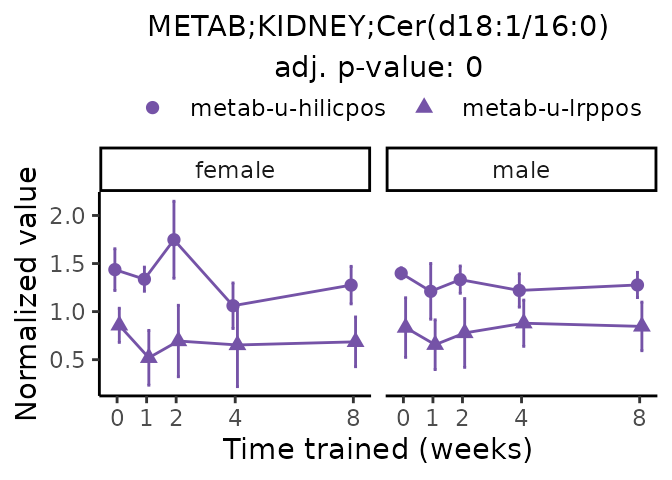 METAB;KIDNEY;Cer(d18:1/16:0)
adj. p-value: 0
metab-u-hilicpos metab-u-lrppos
female male
Normalized value
2.0
1.5
1.0
0.5
0 1 2 4 8 0 1 2 4 8
Time trained (weeks)